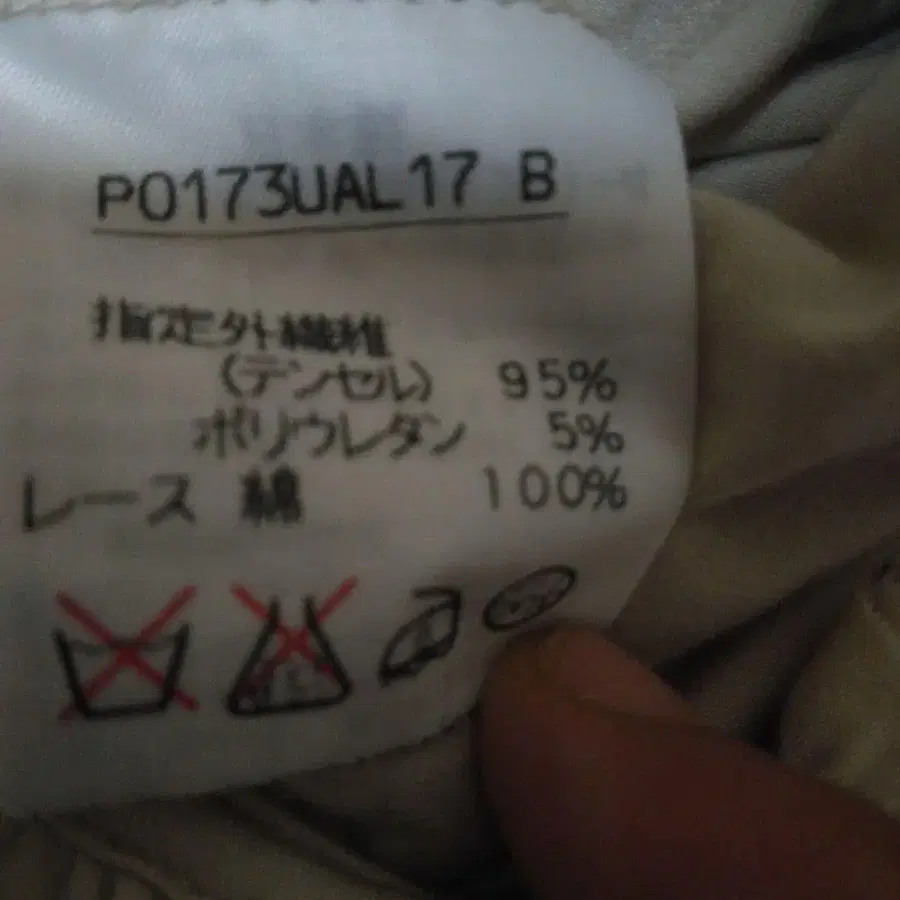 P0173UAL17 B
指定外繊維
(テンセル) 95%
ポリウレタン 5%
レース 綿 100%